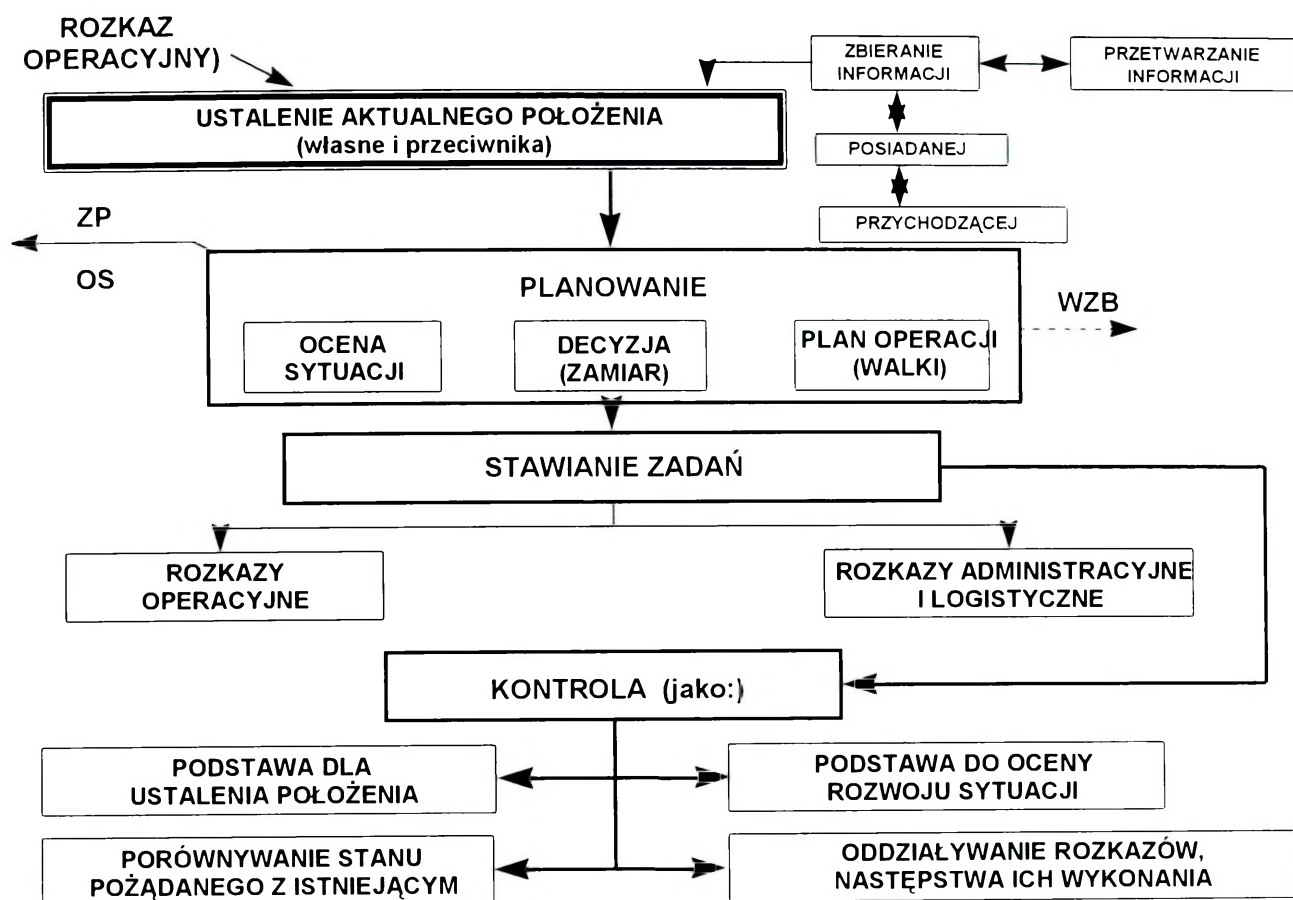 ROZKAZ
OPERACYJNY)
ZBIERANIE
INFORMACJI
PRZETWARZANIE
INFORMACJI
USTALENIE AKTUALNEGO POŁOŻENIA
(własne i przeciwnika)
POSIADANEJ
PRZYCHODZĄCEJ
ZP
OS
PLANOWANIE
WZB
OCENA
SYTUACJI
DECYZJA
(ZAMIAR)
PLAN OPERACJI
(WALKI)
STAWIANIE ZADAŃ
ROZKAZY
OPERACYJNE
ROZKAZY ADMINISTRACYJNE
I LOGISTYCZNE
KONTROLA (jako:)
PODSTAWA DLA
USTALENIA POŁOŻENIA
PODSTAWA DO OCENY
ROZWOJU SYTUACJI
PORÓWNYWANIE STANU
POŻĄDANEGO Z ISTNIEJĄCYM
ODDZIAŁYWANIE ROZKAZÓW,
NASTĘPSTWA ICH WYKONANIA